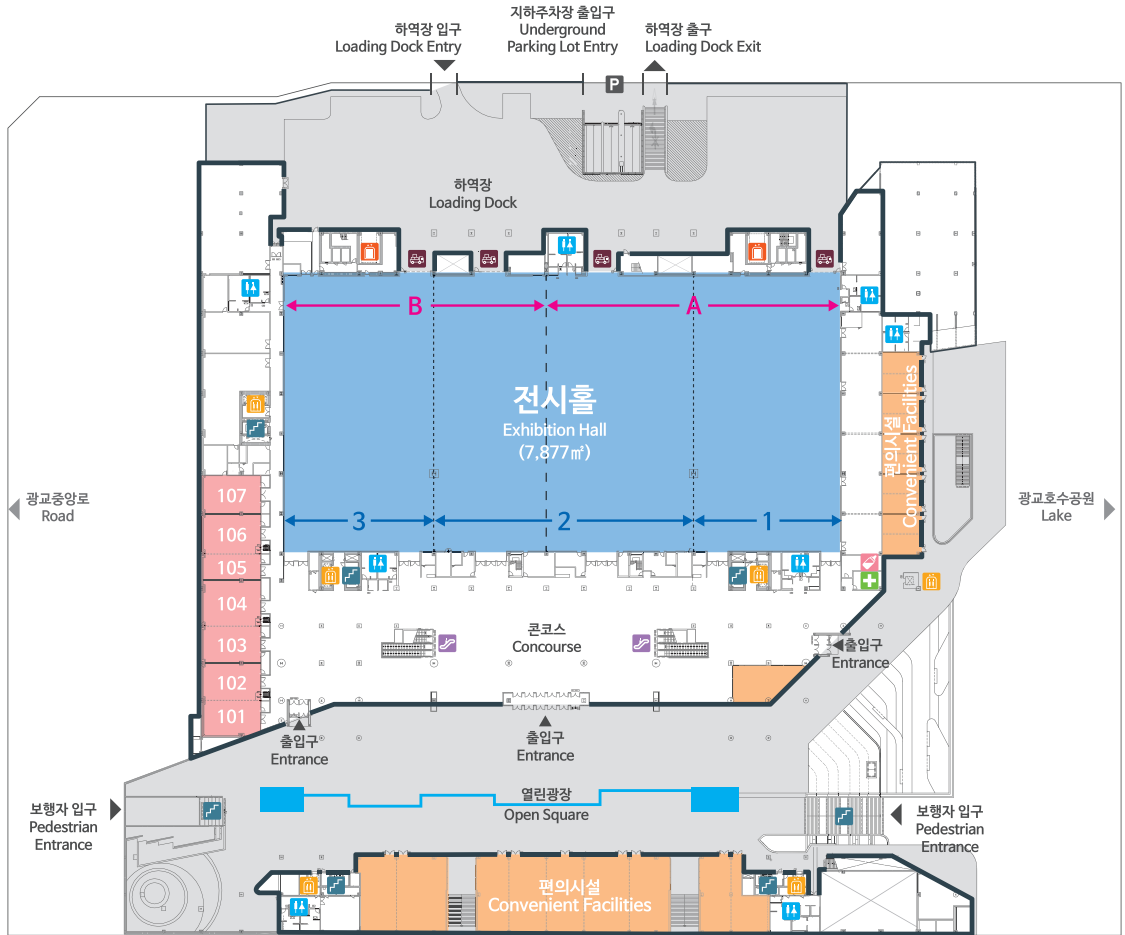 지하주차장 출입구
Underground
Parking Lot Entry
하역장 입구
Loading Dock Entry
하역장 출구
Loading Dock Exit
P
하역장
Loading Dock
B
A
전시홀
Exhibition Hall
(7,877㎡)
편의시설
Convenient Facilities
107
106
105
104
103
102
101
광교중앙로
Road
광교호수공원
Lake
3
2
1
콘코스
Concourse
출입구
Entrance
출입구
Entrance
출입구
Entrance
열린광장
Open Square
보행자 입구
Pedestrian
Entrance
보행자 입구
Pedestrian
Entrance
편의시설
Convenient Facilities